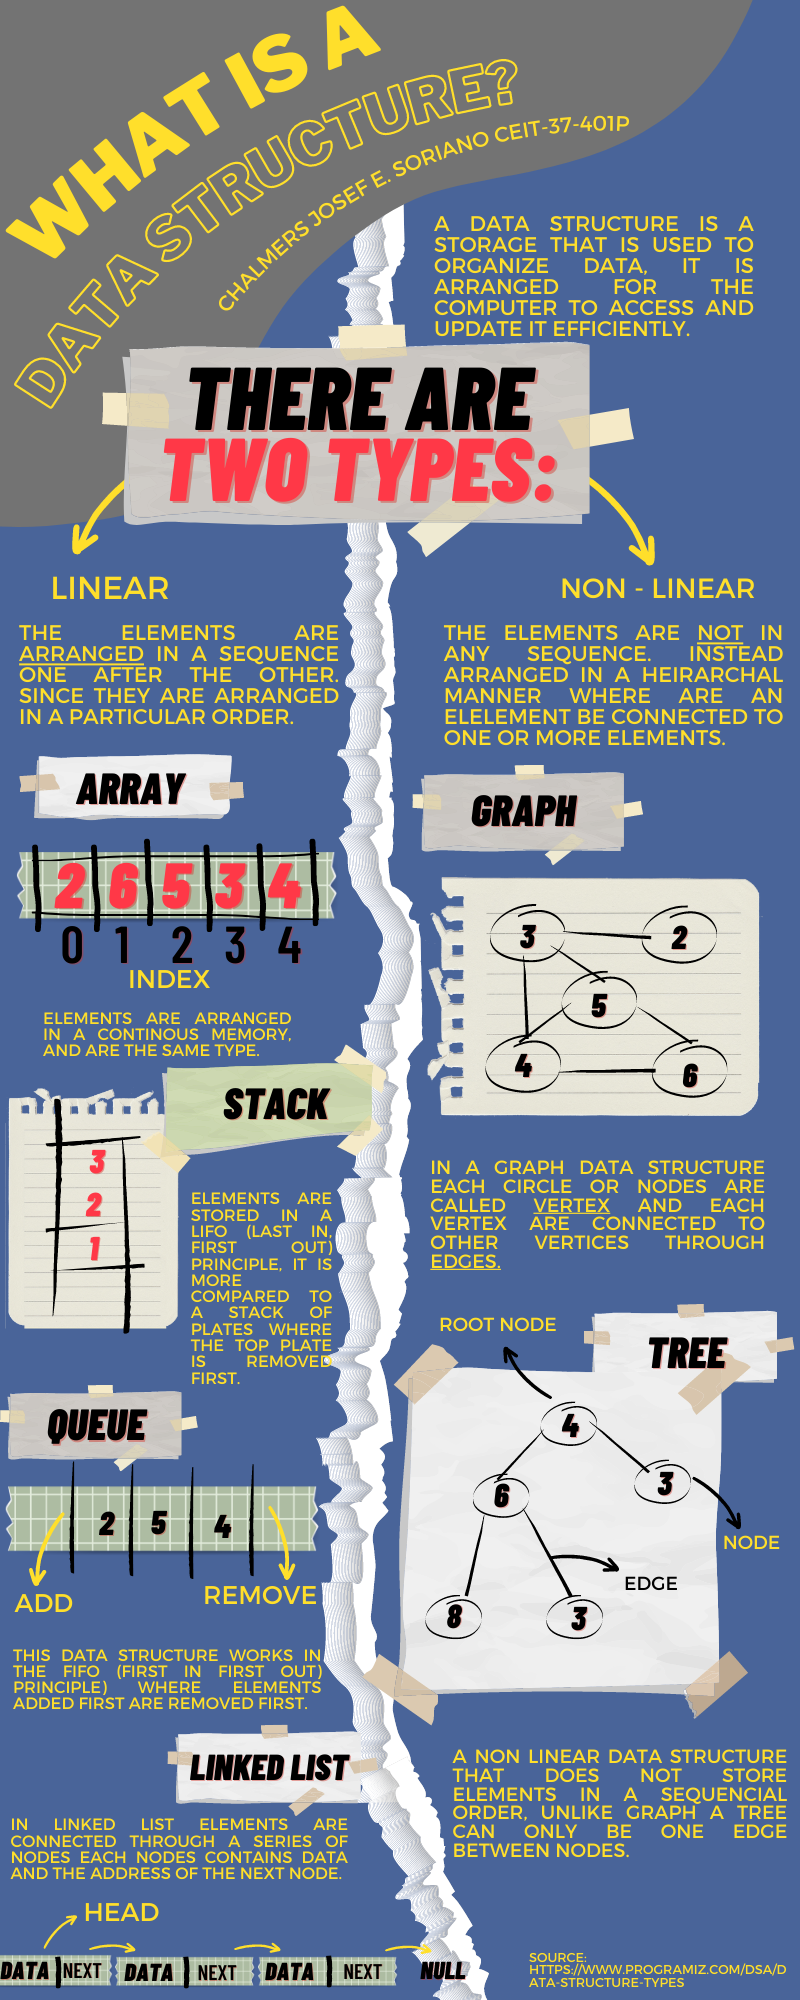 WHAT IS A
DATA STRUCTURE?
CHALMERS JOSEF E. SORIANO CEIT-37-401P
A DATA STRUCTURE IS A
STORAGE THAT IS USED TO
ORGANIZE DATA, IT IS
ARRANGED FOR THE
COMPUTER TO ACCESS AND
UPDATE IT EFFICIENTLY.
THERE ARE
TWO TYPES:
LINEAR
THE ELEMENTS ARE
ARRANGED IN A SEQUENCE
ONE AFTER THE OTHER.
SINCE THEY ARE ARRANGED
IN A PARTICULAR ORDER.
ARRAY
2 6 5 3 4
0 1 2 3 4
INDEX
ELEMENTS ARE ARRANGED
IN A CONTINOUS MEMORY,
AND ARE THE SAME TYPE.
STACK
3
2
1
ELEMENTS ARE
STORED IN A
LIFO (LAST IN,
FIRST OUT)
PRINCIPLE, IT IS
MORE
COMPARED TO
A STACK OF
PLATES WHERE
THE TOP PLATE
IS REMOVED
FIRST.
QUEUE
2 5 4
ADD
REMOVE
THIS DATA STRUCTURE WORKS IN
THE FIFO (FIRST IN FIRST OUT)
PRINCIPLE) WHERE ELEMENTS
ADDED FIRST ARE REMOVED FIRST.
LINKED LIST
IN LINKED LIST ELEMENTS ARE
CONNECTED THROUGH A SERIES OF
NODES EACH NODES CONTAINS DATA
AND THE ADDRESS OF THE NEXT NODE.
HEAD
DATA NEXT DATA NEXT DATA NEXT NULL
NON - LINEAR
THE ELEMENTS ARE NOT IN
ANY SEQUENCE. INSTEAD
ARRANGED IN A HEIRARCHAL
MANNER WHERE ARE AN
ELELEMENT BE CONNECTED TO
ONE OR MORE ELEMENTS.
GRAPH
3 2
5
4 6
IN A GRAPH DATA STRUCTURE
EACH CIRCLE OR NODES ARE
CALLED VERTEX AND EACH
VERTEX ARE CONNECTED TO
OTHER VERTICES THROUGH
EDGES.
ROOT NODE
TREE
4
6 3
NODE
EDGE
8 3
A NON LINEAR DATA STRUCTURE
THAT DOES NOT STORE
ELEMENTS IN A SEQUENCIAL
ORDER, UNLIKE GRAPH A TREE
CAN ONLY BE ONE EDGE
BETWEEN NODES.
SOURCE:
HTTPS://WWW.PROGRAMIZ.COM/DSA/D
ATA-STRUCTURE-TYPES